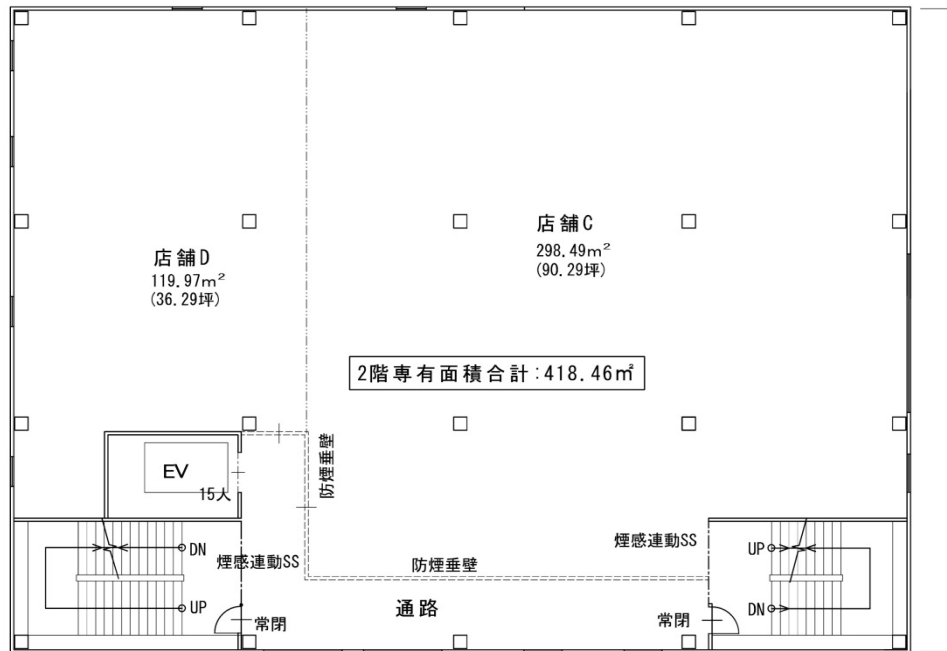 店舗C
298.49m²
(90.29坪)
店舗D
119.97m²
(36.29坪)
2階専有面積合計:418.46㎡
防煙垂壁
EV
15人
煙感連動SS
DN
UP
煙感連動SS
防煙垂壁
UP
DN
通路
常閉
常閉